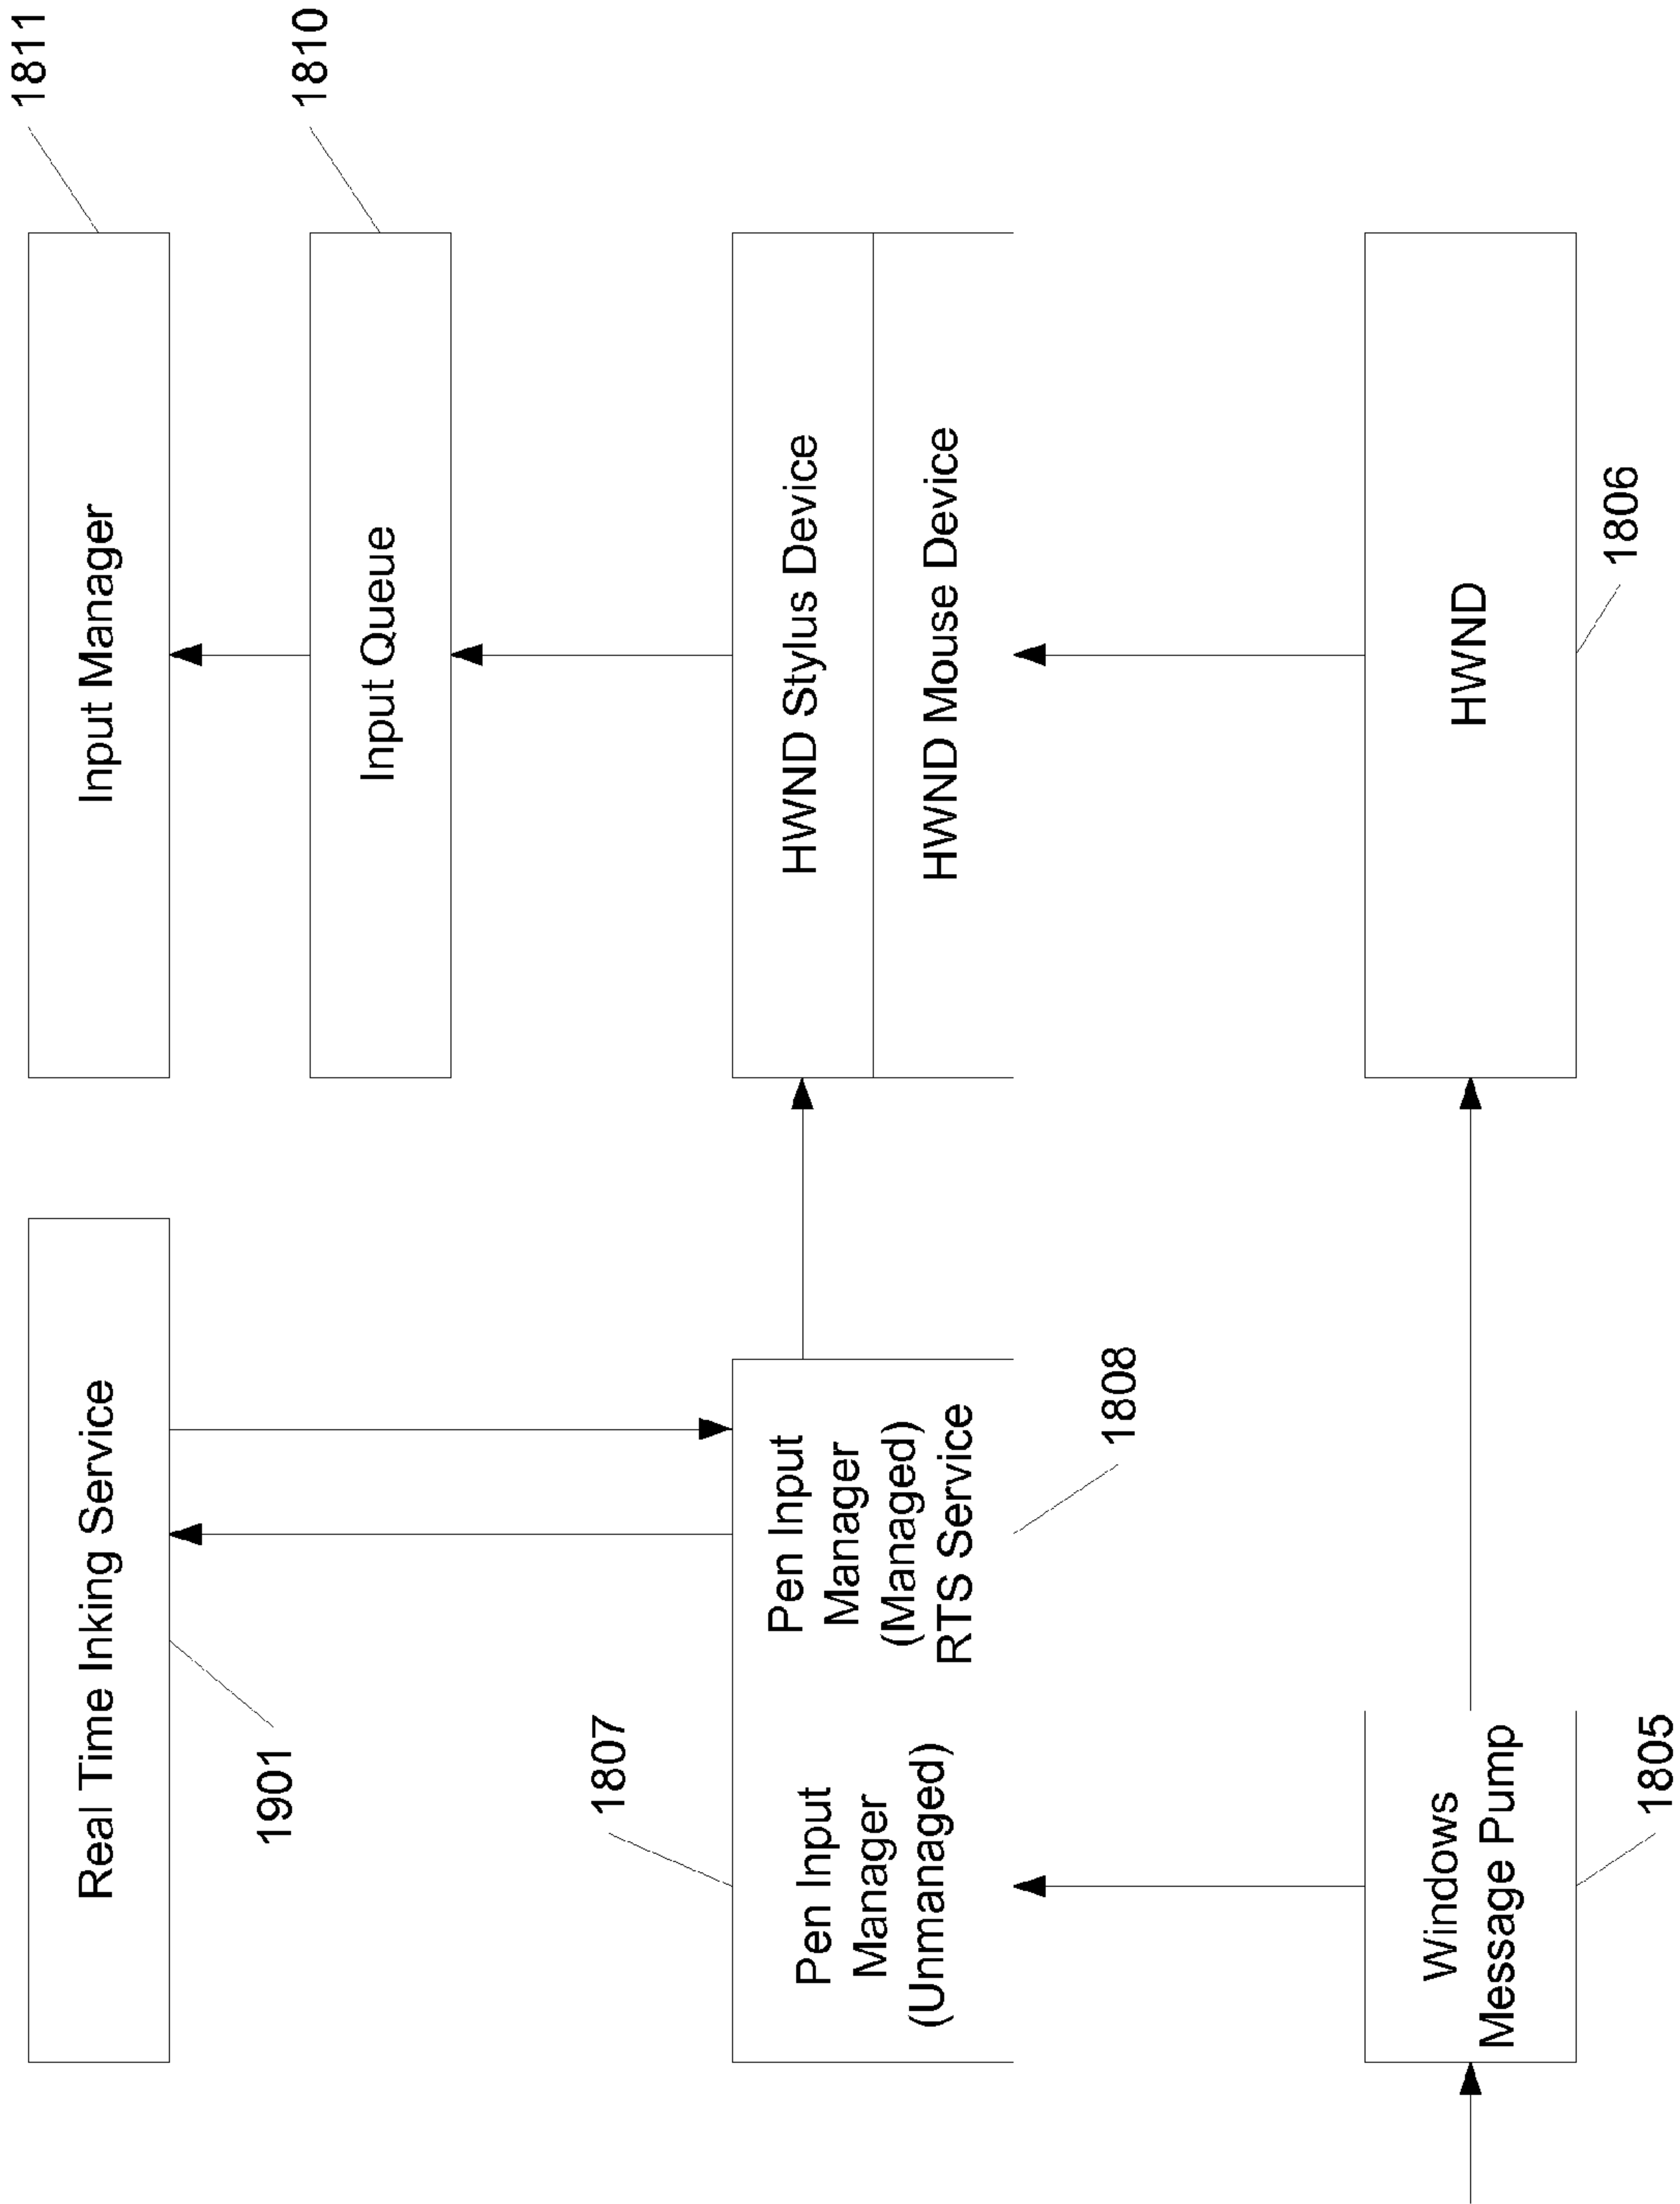 1811
Input Manager
1810
Input Queue
HWND Stylus Device
HWND Mouse Device
HWND
1806
Real Time Inking Service
1901
1807
Pen Input
Manager
(Unmanaged)
Pen Input
Manager
(Managed)
RTS Service
1808
Windows
Message Pump
1805